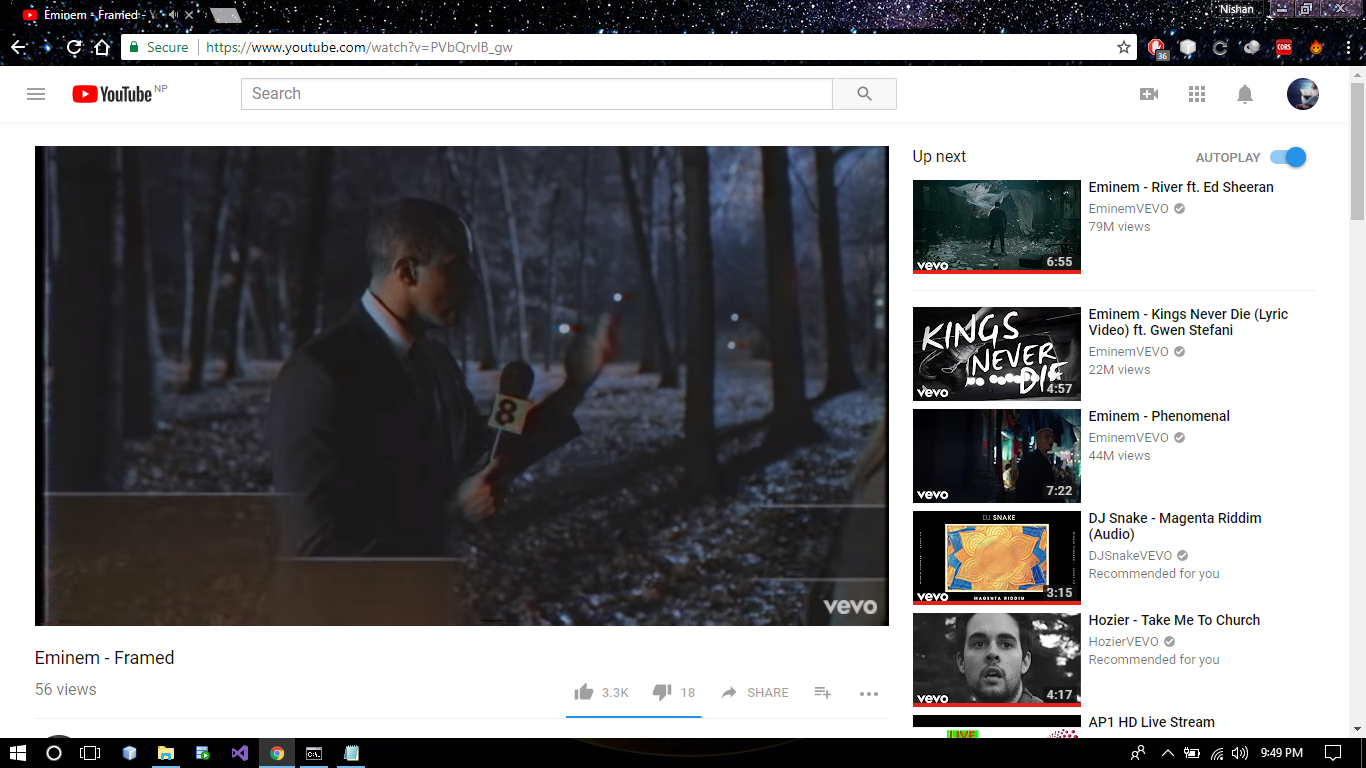 Eminem - Framed - Yo
Nishan
Secure
https://www.youtube.com/watch?v=PVbQrvlB_gw
36
CORS
YouTube NP
Search
8
vevo
Eminem - Framed
56 views
3.3K
18
SHARE
Up next
AUTOPLAY
KINGS
NEVER
DIE
vevo
6:55
Eminem - River ft. Ed Sheeran
EminemVEVO
79M views
vevo
4:57
Eminem - Kings Never Die (Lyric
Video) ft. Gwen Stefani
EminemVEVO
22M views
vevo
7:22
Eminem - Phenomenal
EminemVEVO
44M views
DJ SNAKE
MAGENTA RIDDIM
vevo
3:15
DJ Snake - Magenta Riddim
(Audio)
DJSnakeVEVO
Recommended for you
vevo
4:17
Hozier - Take Me To Church
HozierVEVO
Recommended for you
LIVE
AP1 HD Live Stream
C:\.
9:49 PM